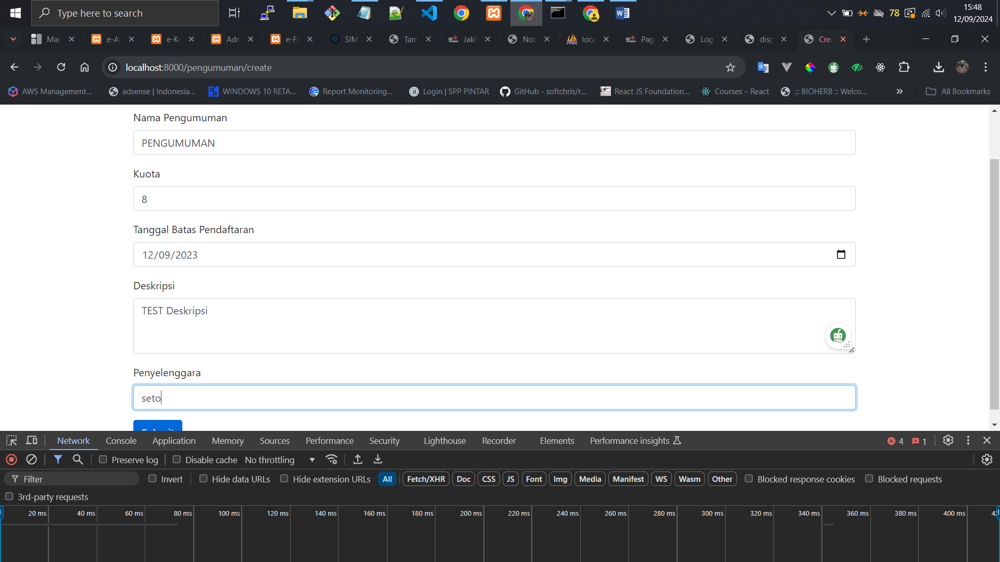 Type here to search
78
15:48
12/09/2024
Mar
e-Al
e-Ke
Adn
e-Fi
SIM
Tam
JakF
Not
loca
Pag
Log
disp
Crea
localhost:8000/pengumuman/create
AWS Management...
adsense | Indonesia...
WINDOWS 10 RETA...
Report Monitoring...
Login | SPP PINTAR
GitHub - softchris/r...
React JS Foundation...
Courses – React
.:: BIOHERB :: Welco...
All Bookmarks
Nama Pengumuman
PENGUMUMAN
Kuota
8
Tanggal Batas Pendaftaran
12/09/2023
Deskripsi
TEST Deskripsi
Penyelenggara
seto
Submit
Network
Console
Application
Memory
Sources
Performance
Security
Lighthouse
Recorder
Elements
Performance insights
4
1
Preserve log
Disable cache
No throttling
Filter
Invert
Hide data URLs
Hide extension URLs
All
Fetch/XHR
Doc
CSS
JS
Font
Img
Media
Manifest
WS
Wasm
Other
Blocked response cookies
Blocked requests
3rd-party requests
20 ms
40 ms
60 ms
80 ms
100 ms
120 ms
140 ms
160 ms
180 ms
200 ms
220 ms
240 ms
260 ms
280 ms
300 ms
320 ms
340 ms
360 ms
380 ms
400 ms